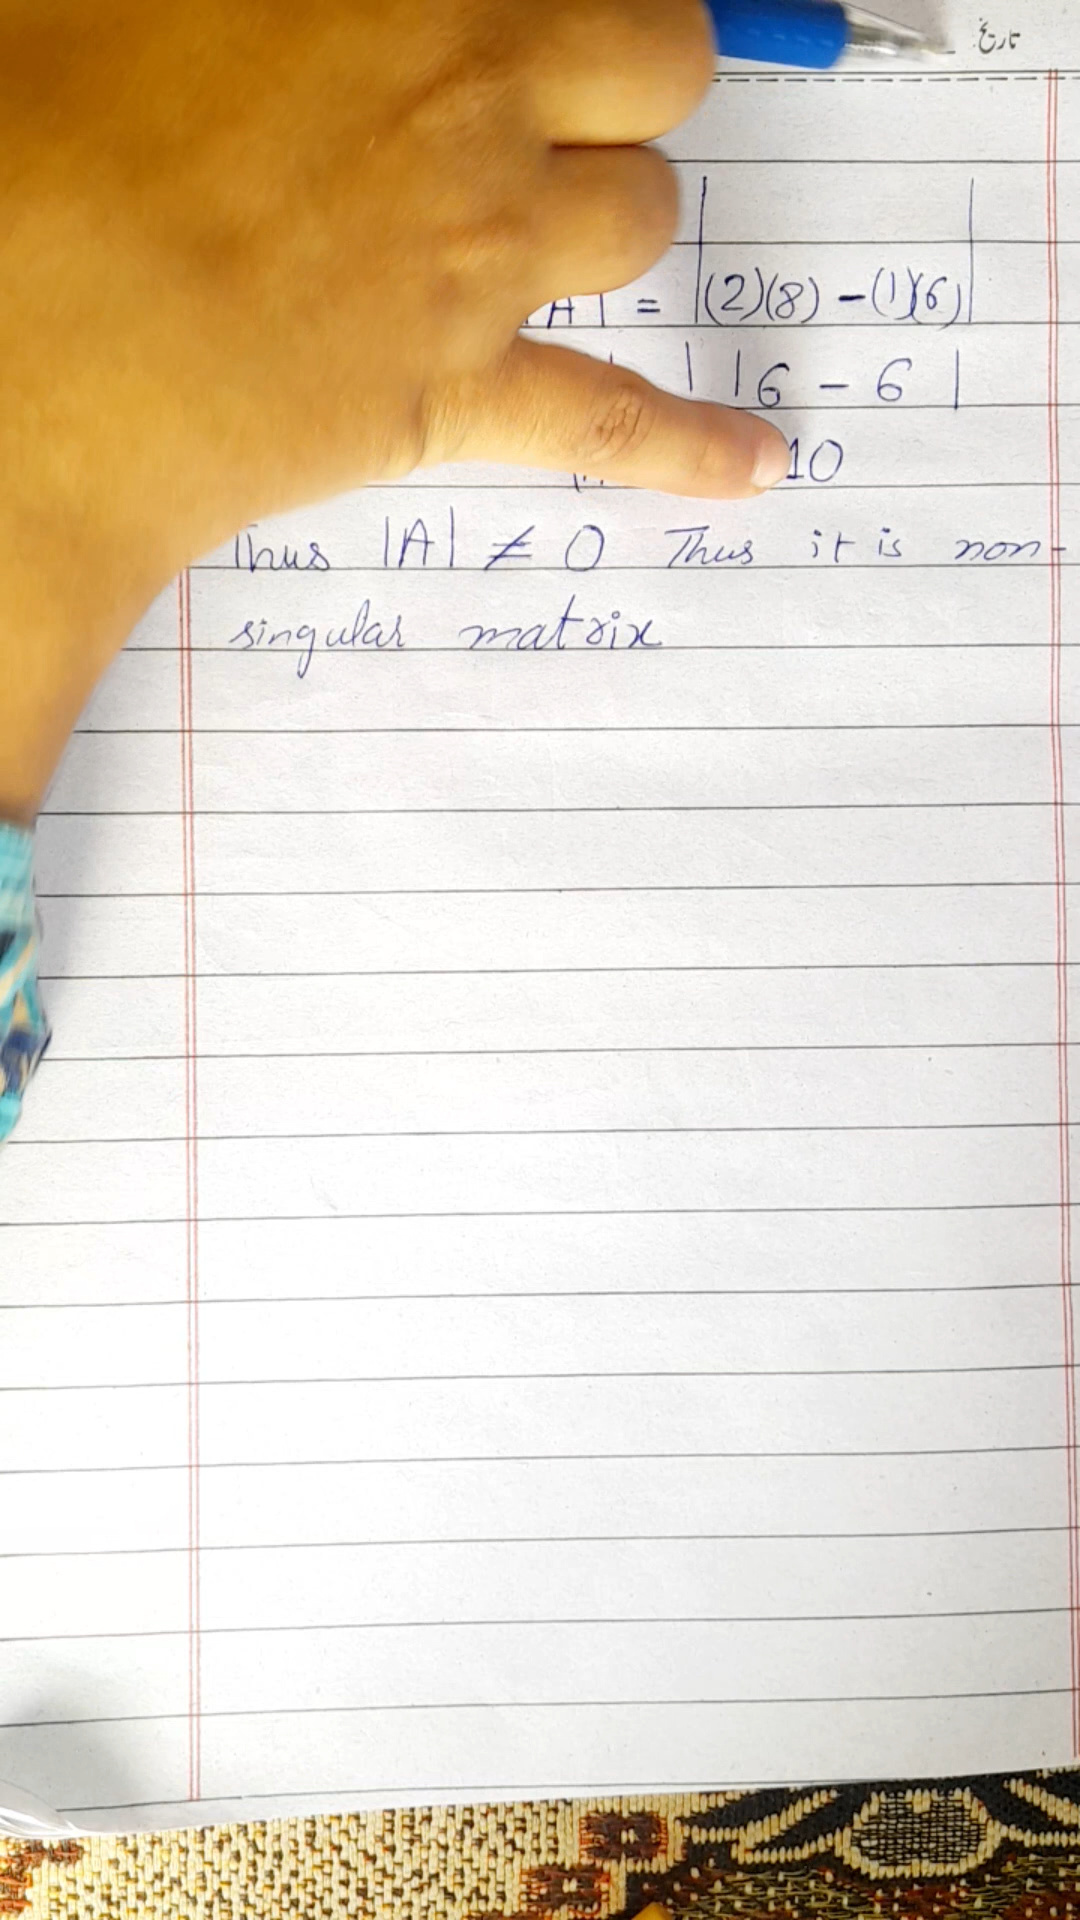 تاریخ
|A| = |(2)(8) - (1)(6)|
| 16 - 6 |
10
Thus |A| ≠ 0 Thus it is non-
singular matrix